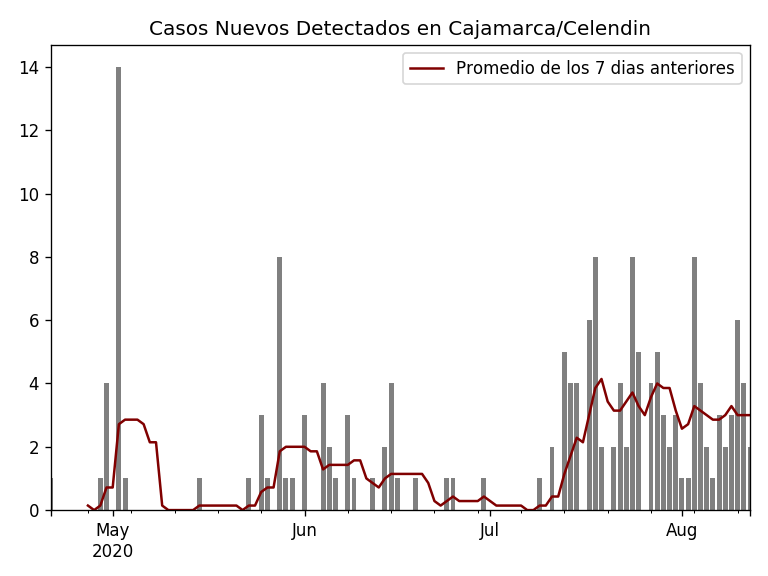 Casos Nuevos Detectados en Cajamarca/Celendin
Promedio de los 7 dias anteriores
14
12
10
8
6
4
2
0
May
2020
Jun
Jul
Aug